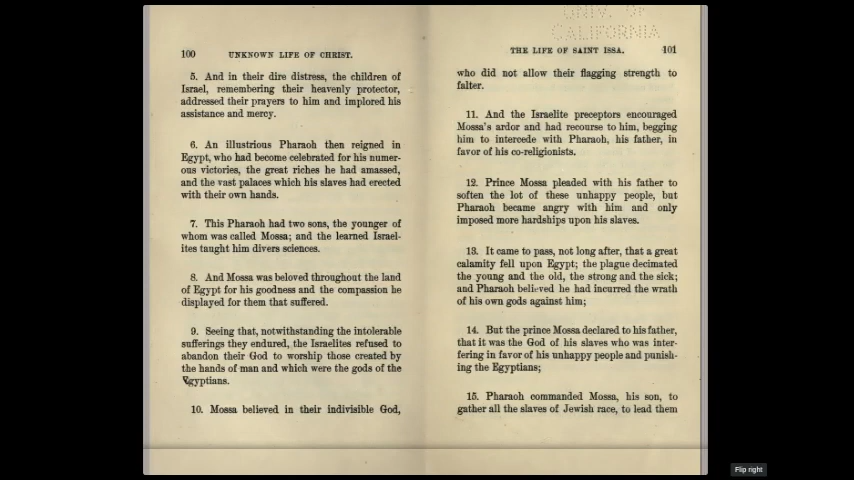 UNIV. OF
CALIFORNIA
100 UNKNOWN LIFE OF CHRIST.
5. And in their dire distress, the children of
Israel, remembering their heavenly protector,
addressed their prayers to him and implored his
assistance and mercy.
6. An illustrious Pharaoh then reigned in
Egypt, who had become celebrated for his numer-
ous victories, the great riches he had amassed,
and the vast palaces which his slaves had erected
with their own hands.
7. This Pharaoh had two sons, the younger of
whom was called Mossa; and the learned Israel-
ites taught him divers sciences.
8. And Mossa was beloved throughout the land
of Egypt for his goodness and the compassion he
displayed for them that suffered.
9. Seeing that, notwithstanding the intolerable
sufferings they endured, the Israelites refused to
abandon their God to worship those created by
the hands of man and which were the gods of the
Egyptians.
10. Mossa believed in their indivisible God,
THE LIFE OF SAINT ISSA. 101
who did not allow their flagging strength to
falter.
11. And the Israelite preceptors encouraged
Mossa's ardor and had recourse to him, begging
him to intercede with Pharaoh, his father, in
favor of his co-religionists.
12. Prince Mossa pleaded with his father to
soften the lot of these unhappy people, but
Pharaoh became angry with him and only
imposed more hardships upon his slaves.
13. It came to pass, not long after, that a great
calamity fell upon Egypt; the plague decimated
the young and the old, the strong and the sick;
and Pharaoh believed he had incurred the wrath
of his own gods against him;
14. But the prince Mossa declared to his father,
that it was the God of his slaves who was inter-
fering in favor of his unhappy people and punish-
ing the Egyptians;
15. Pharaoh commanded Mossa, his son, to
gather all the slaves of Jewish race, to lead them
Flip right